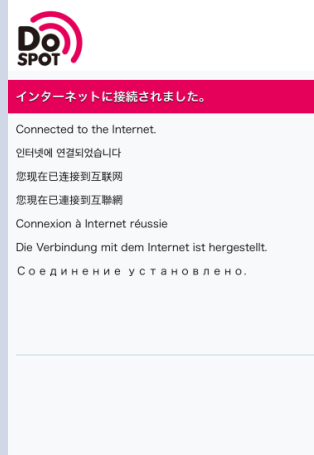 Do
SPOT
インターネットに接続されました。
Connected to the Internet.
인터넷에 연결되었습니다
您现在已连接到互联网
您現在已連接到互聯網
Connexion à Internet réussie
Die Verbindung mit dem Internet ist hergestellt.
Соединение установлено.